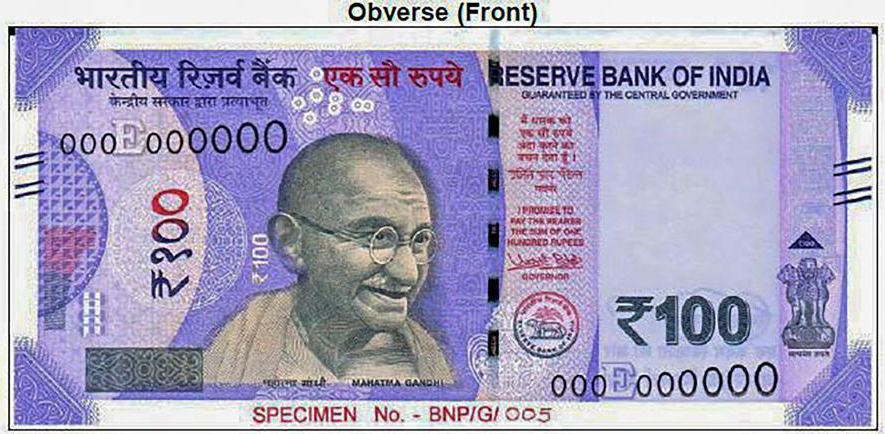 Obverse (Front)
भारतीय रिज़र्व बैंक
केन्द्रीय सरकार द्वारा प्रत्याभूत
एक सौ रुपये
RESERVE BANK OF INDIA
GUARANTEED BY THE CENTRAL GOVERNMENT
000E000000
मैं धारक को
एक सौ रुपये
अदा करने का
वचन देता हूँ।
I PROMISE TO
PAY THE BEARER
THE SUM OF ONE
HUNDRED RUPEES
GOVERNOR
₹१००
₹100
₹100
सत्यमेव जयते
महात्मा गांधी
MAHATMA GANDHI
000E000000
SPECIMEN No. - BNP/G/ 005